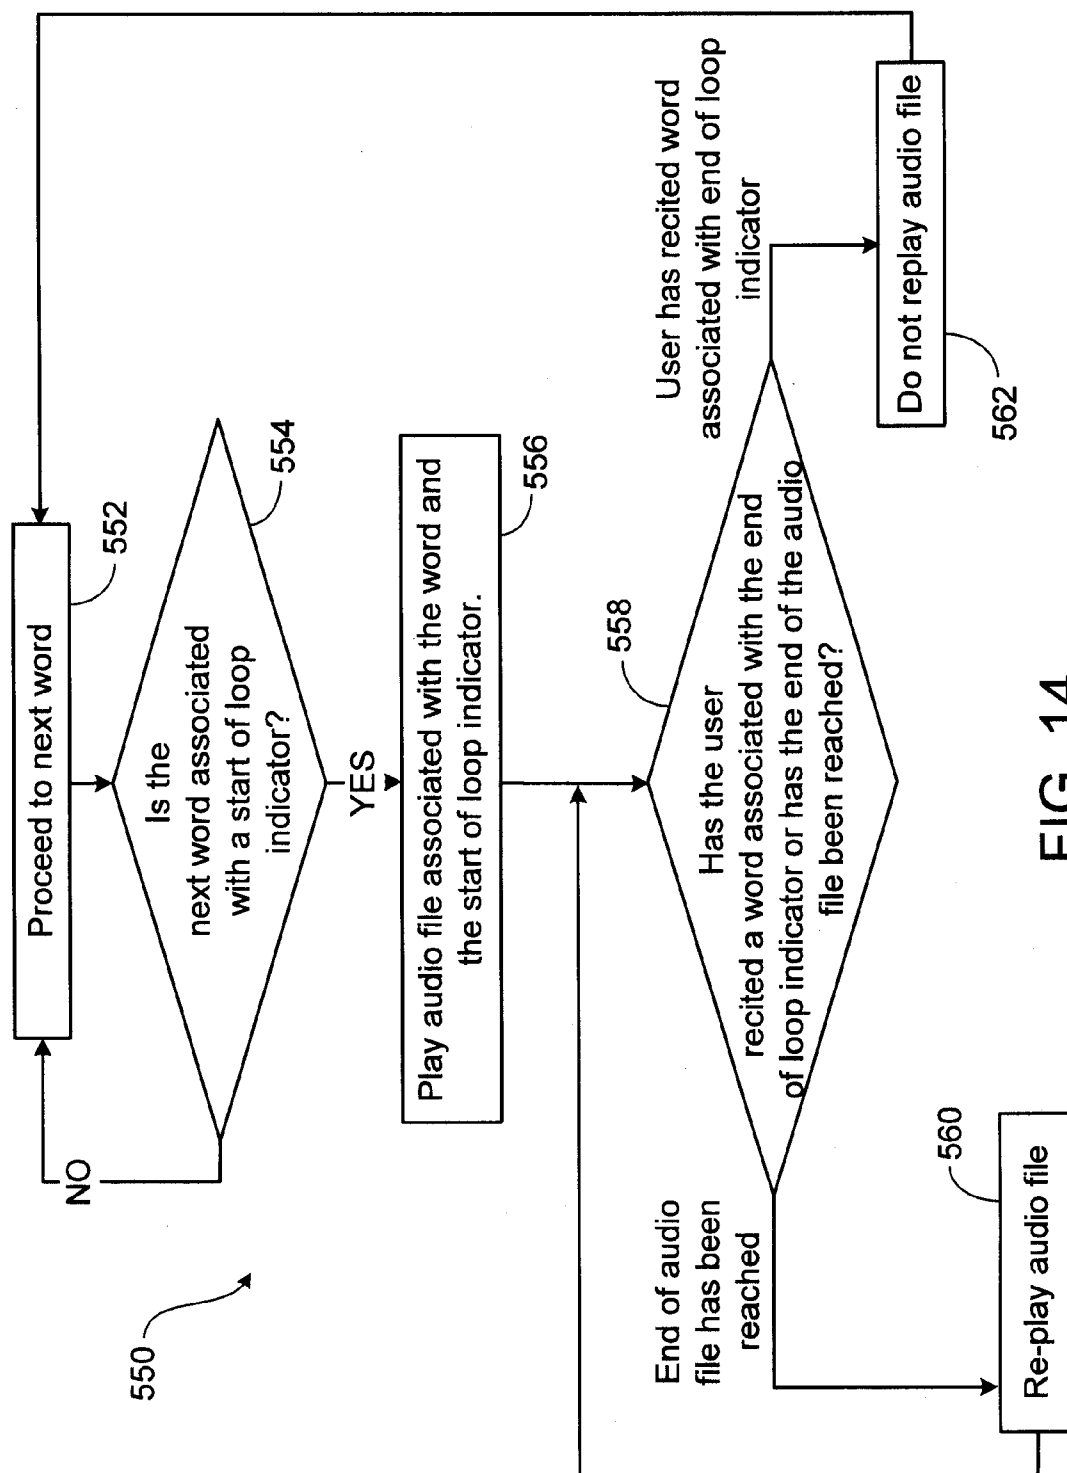 Proceed to next word
552
Is the
next word associated
with a start of loop
indicator?
554
NO
YES
Play audio file associated with the word and
the start of loop indicator.
556
550
Has the user
recited a word associated with the end
of loop indicator or has the end of the audio
file been reached?
558
End of audio
file has been
reached
User has recited word
associated with end of loop
indicator
Re-play audio file
560
Do not replay audio file
562
FIG. 14